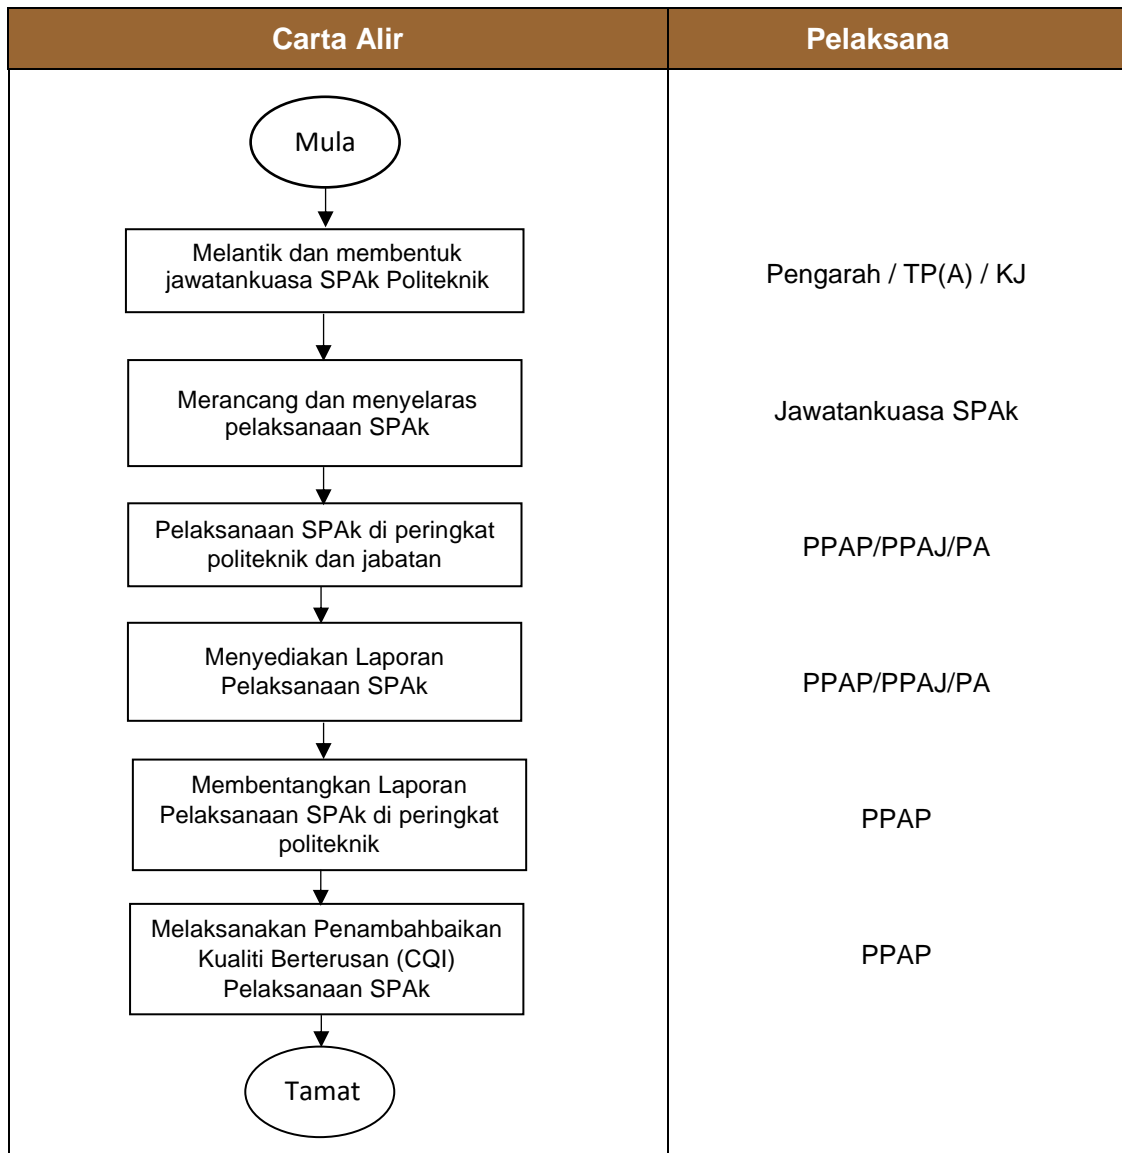 Carta Alir
Pelaksana
Mula
Melantik dan membentuk
jawatankuasa SPAk Politeknik
Pengarah / TP(A) / KJ
Merancang dan menyelaras
pelaksanaan SPAk
Jawatankuasa SPAk
Pelaksanaan SPAk di peringkat
politeknik dan jabatan
PPAP/PPAJ/PA
Menyediakan Laporan
Pelaksanaan SPAk
PPAP/PPAJ/PA
Membentangkan Laporan
Pelaksanaan SPAk di peringkat
politeknik
PPAP
Melaksanakan Penambahbaikan
Kualiti Berterusan (CQI)
Pelaksanaan SPAk
PPAP
Tamat